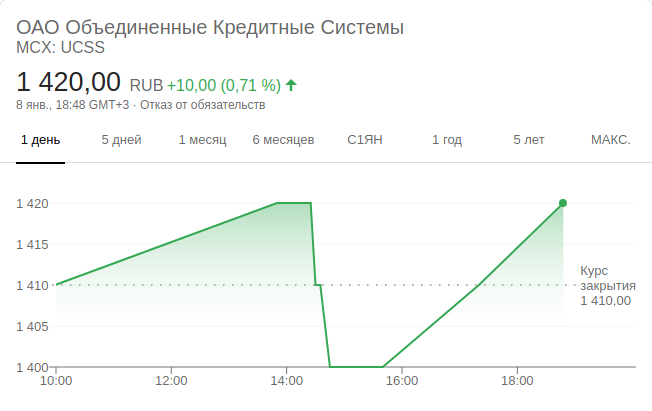 ОАО Объединенные Кредитные Системы
MCX: UCSS
1 420,00 RUB +10,00 (0,71 %)
8 янв., 18:48 GMT+3 · Отказ от обязательств
1 день 5 дней 1 месяц 6 месяцев С1ЯН 1 год 5 лет МАКС.
1 420
1 415
1 410
1 405
1 400
Курс
закрытия
1 410,00
10:00 12:00 14:00 16:00 18:00